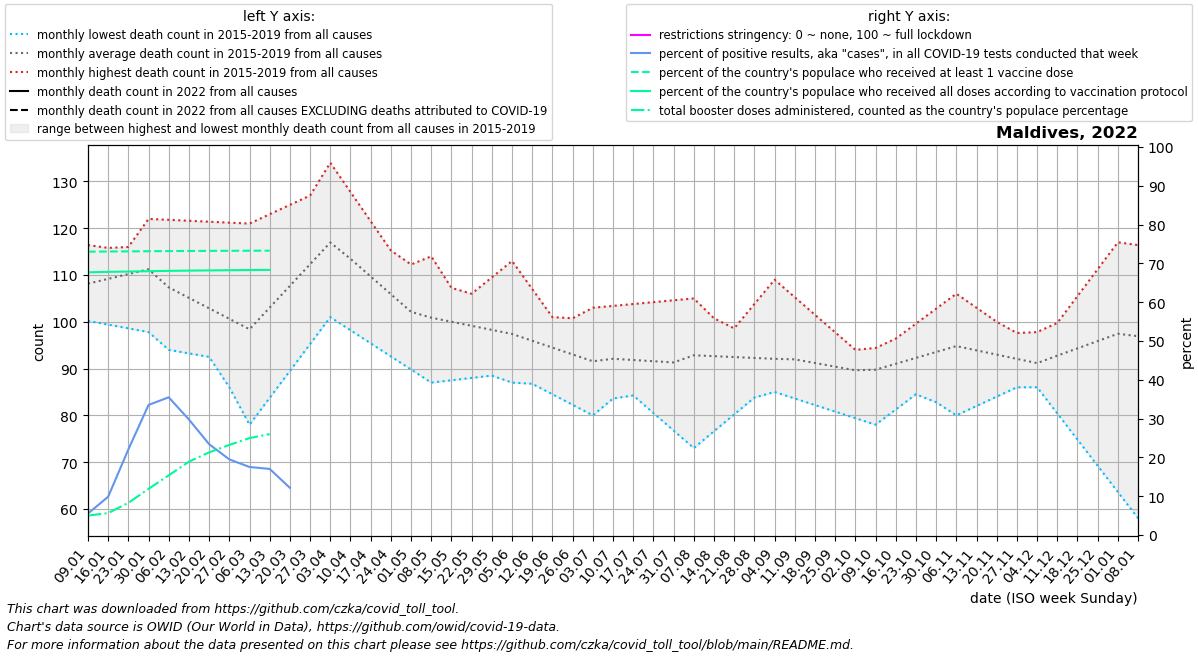 left Y axis:
monthly lowest death count in 2015-2019 from all causes
monthly average death count in 2015-2019 from all causes
monthly highest death count in 2015-2019 from all causes
monthly death count in 2022 from all causes
monthly death count in 2022 from all causes EXCLUDING deaths attributed to COVID-19
range between highest and lowest monthly death count from all causes in 2015-2019
right Y axis:
restrictions stringency: 0 ~ none, 100 ~ full lockdown
percent of positive results, aka "cases", in all COVID-19 tests conducted that week
percent of the country's populace who received at least 1 vaccine dose
percent of the country's populace who received all doses according to vaccination protocol
total booster doses administered, counted as the country's populace percentage
Maldives, 2022
count
130
120
110
100
90
80
70
60
percent
100
90
80
70
60
50
40
30
20
10
0
09.01 16.01 23.01 30.01 06.02 13.02 20.02 27.02 06.03 13.03 20.03 27.03 03.04 10.04 17.04 24.04 01.05 08.05 15.05 22.05 29.05 05.06 12.06 19.06 26.06 03.07 10.07 17.07 24.07 31.07 07.08 14.08 21.08 28.08 04.09 11.09 18.09 25.09 02.10 09.10 16.10 23.10 30.10 06.11 13.11 20.11 27.11 04.12 11.12 18.12 25.12 01.01 08.01
date (ISO week Sunday)
This chart was downloaded from https://github.com/czka/covid_toll_tool.
Chart's data source is OWID (Our World in Data), https://github.com/owid/covid-19-data.
For more information about the data presented on this chart please see https://github.com/czka/covid_toll_tool/blob/main/README.md.